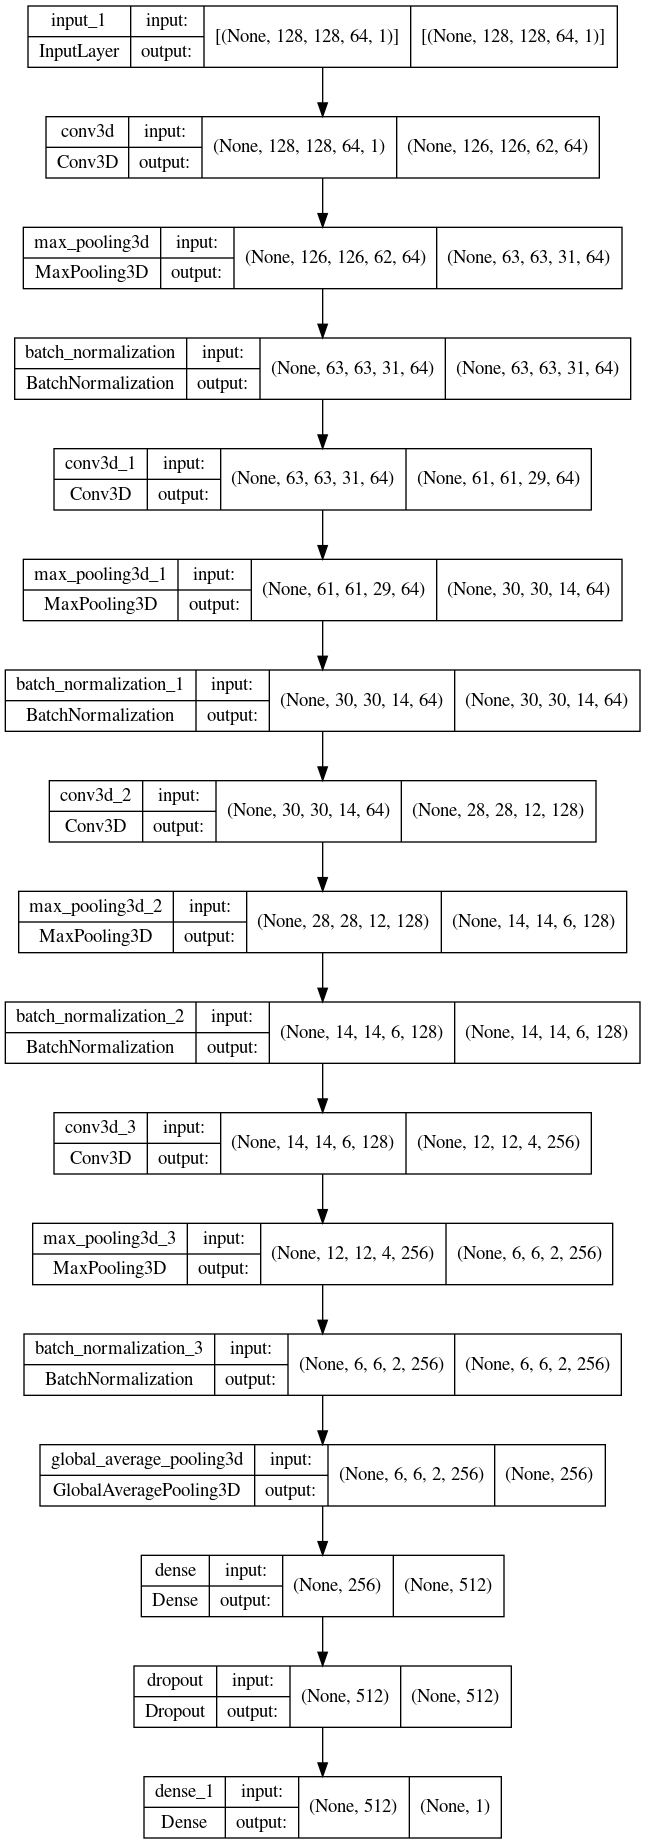 input_1 input: [(None, 128, 128, 64, 1)] [(None, 128, 128, 64, 1)]
InputLayer output:
conv3d input: (None, 128, 128, 64, 1) (None, 126, 126, 62, 64)
Conv3D output:
max_pooling3d input: (None, 126, 126, 62, 64) (None, 63, 63, 31, 64)
MaxPooling3D output:
batch_normalization input: (None, 63, 63, 31, 64) (None, 63, 63, 31, 64)
BatchNormalization output:
conv3d_1 input: (None, 63, 63, 31, 64) (None, 61, 61, 29, 64)
Conv3D output:
max_pooling3d_1 input: (None, 61, 61, 29, 64) (None, 30, 30, 14, 64)
MaxPooling3D output:
batch_normalization_1 input: (None, 30, 30, 14, 64) (None, 30, 30, 14, 64)
BatchNormalization output:
conv3d_2 input: (None, 30, 30, 14, 64) (None, 28, 28, 12, 128)
Conv3D output:
max_pooling3d_2 input: (None, 28, 28, 12, 128) (None, 14, 14, 6, 128)
MaxPooling3D output:
batch_normalization_2 input: (None, 14, 14, 6, 128) (None, 14, 14, 6, 128)
BatchNormalization output:
conv3d_3 input: (None, 14, 14, 6, 128) (None, 12, 12, 4, 256)
Conv3D output:
max_pooling3d_3 input: (None, 12, 12, 4, 256) (None, 6, 6, 2, 256)
MaxPooling3D output:
batch_normalization_3 input: (None, 6, 6, 2, 256) (None, 6, 6, 2, 256)
BatchNormalization output:
global_average_pooling3d input: (None, 6, 6, 2, 256) (None, 256)
GlobalAveragePooling3D output:
dense input: (None, 256) (None, 512)
Dense output:
dropout input: (None, 512) (None, 512)
Dropout output:
dense_1 input: (None, 512) (None, 1)
Dense output: